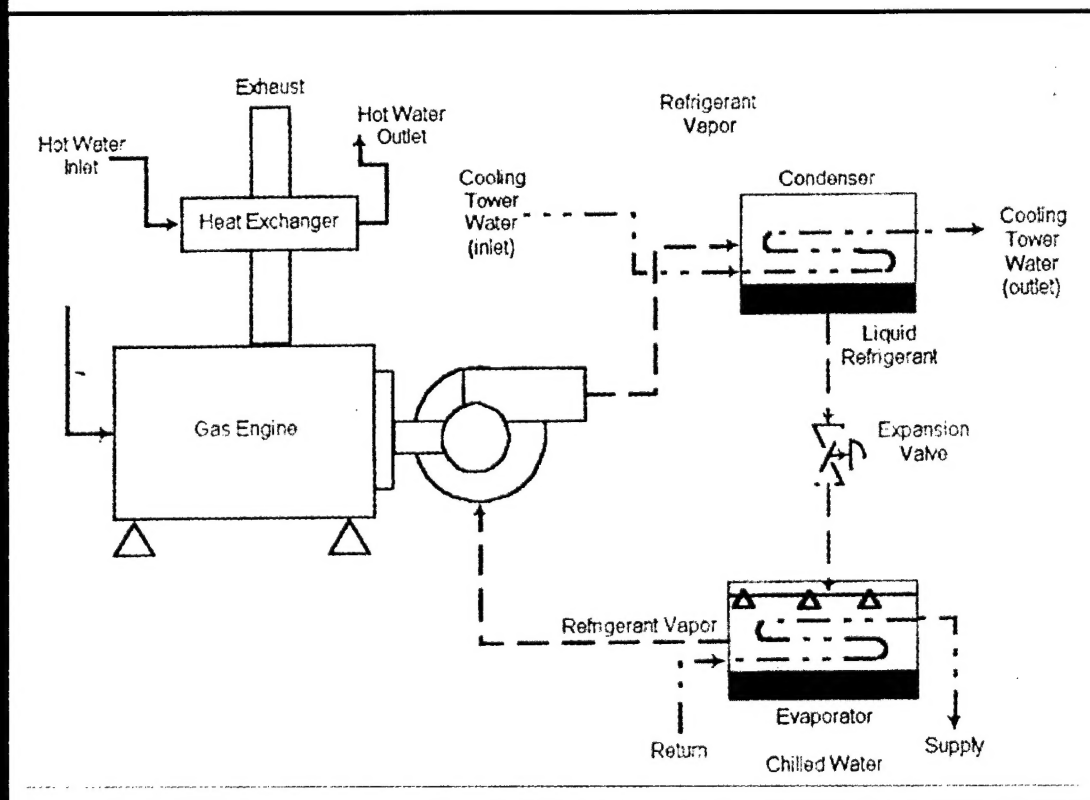 Exhaust
Hot Water
Inlet
Hot Water
Outlet
Heat Exchanger
Gas Engine
Cooling
Tower
Water
(inlet)
Refrigerant
Vapor
Condenser
Cooling
Tower
Water
(outlet)
Liquid
Refrigerant
Expansion
Valve
Refrigerant Vapor
Evaporator
Return
Supply
Chilled Water